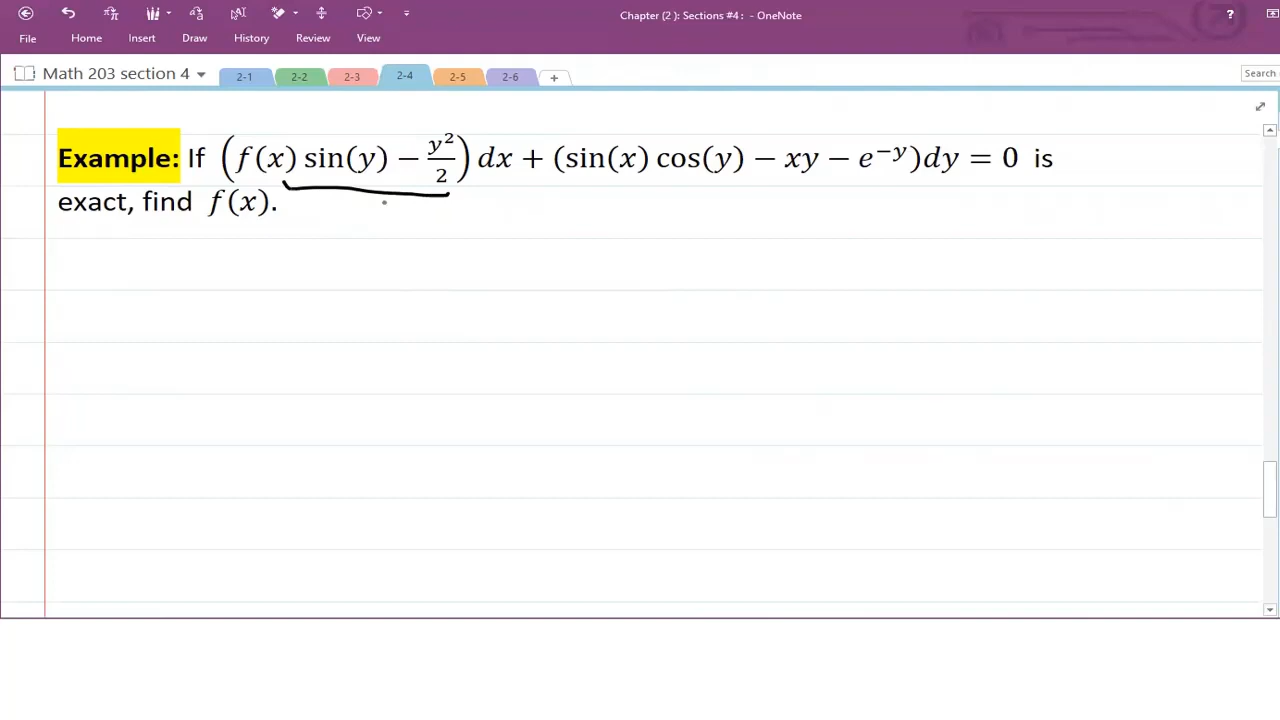 Chapter (2 ): Sections #4 : - OneNote
?
File Home Insert Draw History Review View
Math 203 section 4 2-1 2-2 2-3 2-4 2-5 2-6 + Search
Example: If (f(x) sin(y) − y²/2) dx + (sin(x) cos(y) − xy − e⁻ʸ)dy = 0 is
exact, find f(x).